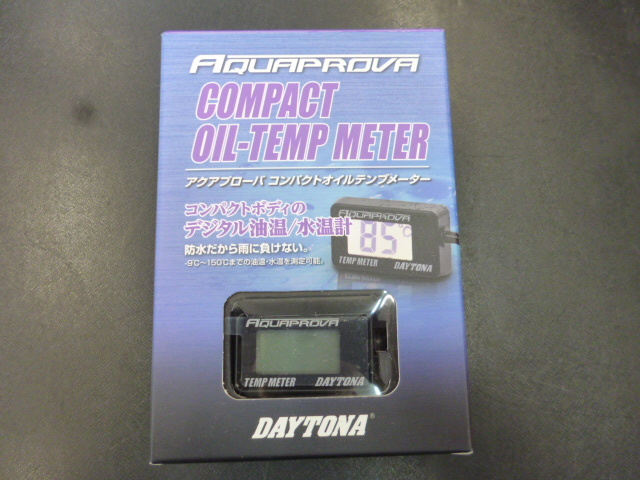 AQUAPROVA
COMPACT
OIL-TEMP METER
アクアプローバ コンパクトオイルテンプメーター
コンパクトボディの
デジタル油温/水温計
防水だから雨に負けない。
-9℃〜150℃までの油温・水温を測定可能。
AQUAPROVA
85℃
TEMP METER DAYTONA
AQUAPROVA
TEMP METER DAYTONA
DAYTONA®